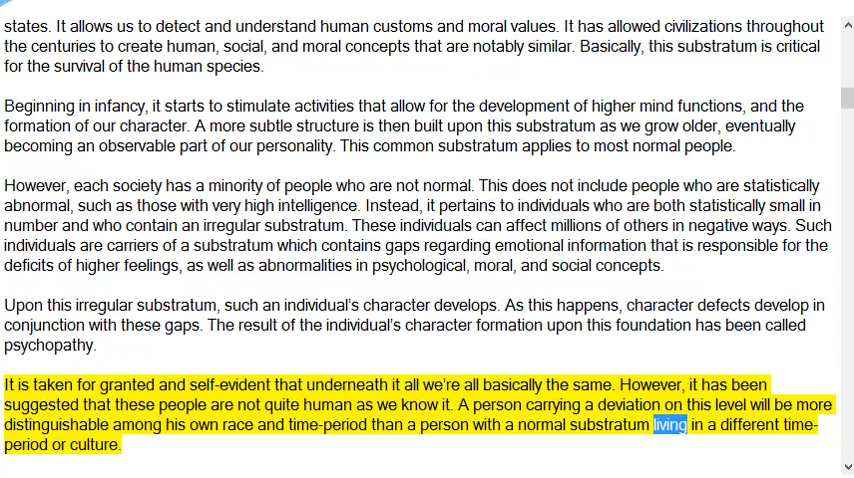 states. It allows us to detect and understand human customs and moral values. It has allowed civilizations throughout
the centuries to create human, social, and moral concepts that are notably similar. Basically, this substratum is critical
for the survival of the human species.
Beginning in infancy, it starts to stimulate activities that allow for the development of higher mind functions, and the
formation of our character. A more subtle structure is then built upon this substratum as we grow older, eventually
becoming an observable part of our personality. This common substratum applies to most normal people.
However, each society has a minority of people who are not normal. This does not include people who are statistically
abnormal, such as those with very high intelligence. Instead, it pertains to individuals who are both statistically small in
number and who contain an irregular substratum. These individuals can affect millions of others in negative ways. Such
individuals are carriers of a substratum which contains gaps regarding emotional information that is responsible for the
deficits of higher feelings, as well as abnormalities in psychological, moral, and social concepts.
Upon this irregular substratum, such an individual’s character develops. As this happens, character defects develop in
conjunction with these gaps. The result of the individual’s character formation upon this foundation has been called
psychopathy.
It is taken for granted and self-evident that underneath it all we’re all basically the same. However, it has been
suggested that these people are not quite human as we know it. A person carrying a deviation on this level will be more
distinguishable among his own race and time-period than a person with a normal substratum living in a different time-
period or culture.